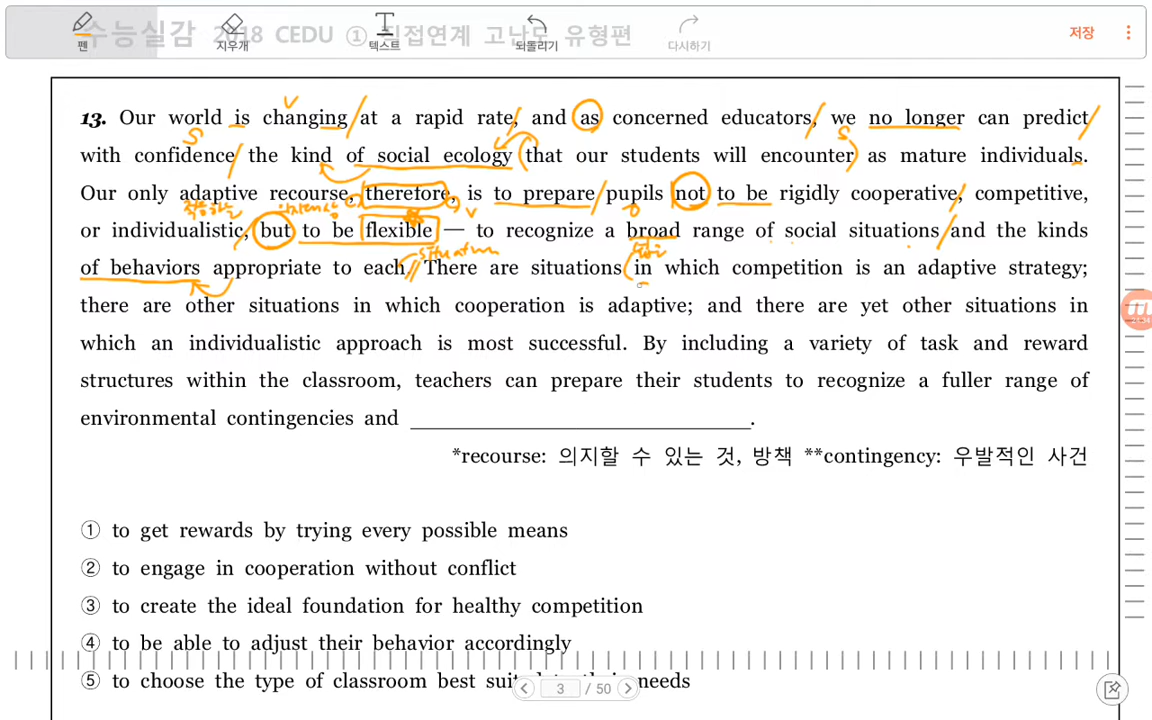 수능실감 2018 CEDU ① 직접연계 고난도 유형편
펜 지우개 텍스트 되돌리기 다시하기 저장
13. Our world is changing at a rapid rate, and as concerned educators, we no longer can predict
with confidence the kind of social ecology that our students will encounter as mature individuals.
Our only adaptive recourse, therefore, is to prepare pupils not to be rigidly cooperative, competitive,
or individualistic, but to be flexible — to recognize a broad range of social situations and the kinds
of behaviors appropriate to each. There are situations in which competition is an adaptive strategy;
there are other situations in which cooperation is adaptive; and there are yet other situations in
which an individualistic approach is most successful. By including a variety of task and reward
structures within the classroom, teachers can prepare their students to recognize a fuller range of
environmental contingencies and ______.
*recourse: 의지할 수 있는 것, 방책 **contingency: 우발적인 사건
① to get rewards by trying every possible means
② to engage in cooperation without conflict
③ to create the ideal foundation for healthy competition
④ to be able to adjust their behavior accordingly
⑤ to choose the type of classroom best suited to their needs
3 / 50